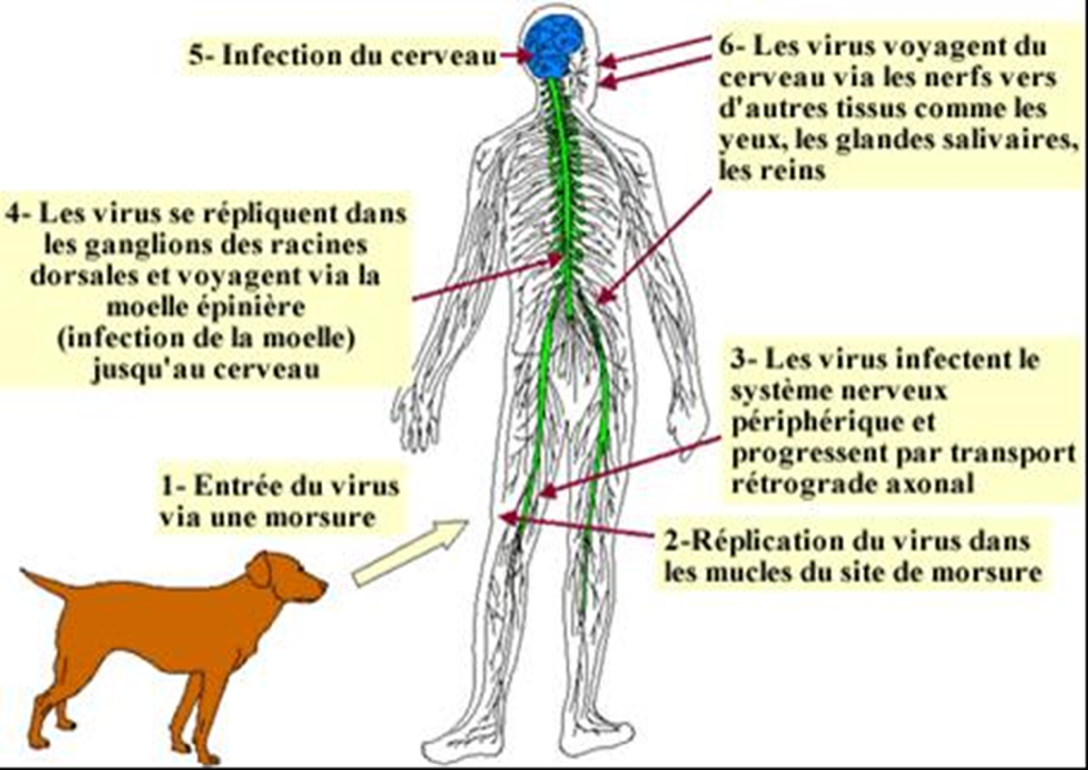 5- Infection du cerveau
6- Les virus voyagent du
cerveau via les nerfs vers
d'autres tissus comme les
yeux, les glandes salivaires,
les reins
4- Les virus se répliquent dans
les ganglions des racines
dorsales et voyagent via la
moelle épinière
(infection de la moelle)
jusqu'au cerveau
3- Les virus infectent le
système nerveux
périphérique et
progressent par transport
rétrograde axonal
1- Entrée du virus
via une morsure
2-Réplication du virus dans
les mucles du site de morsure